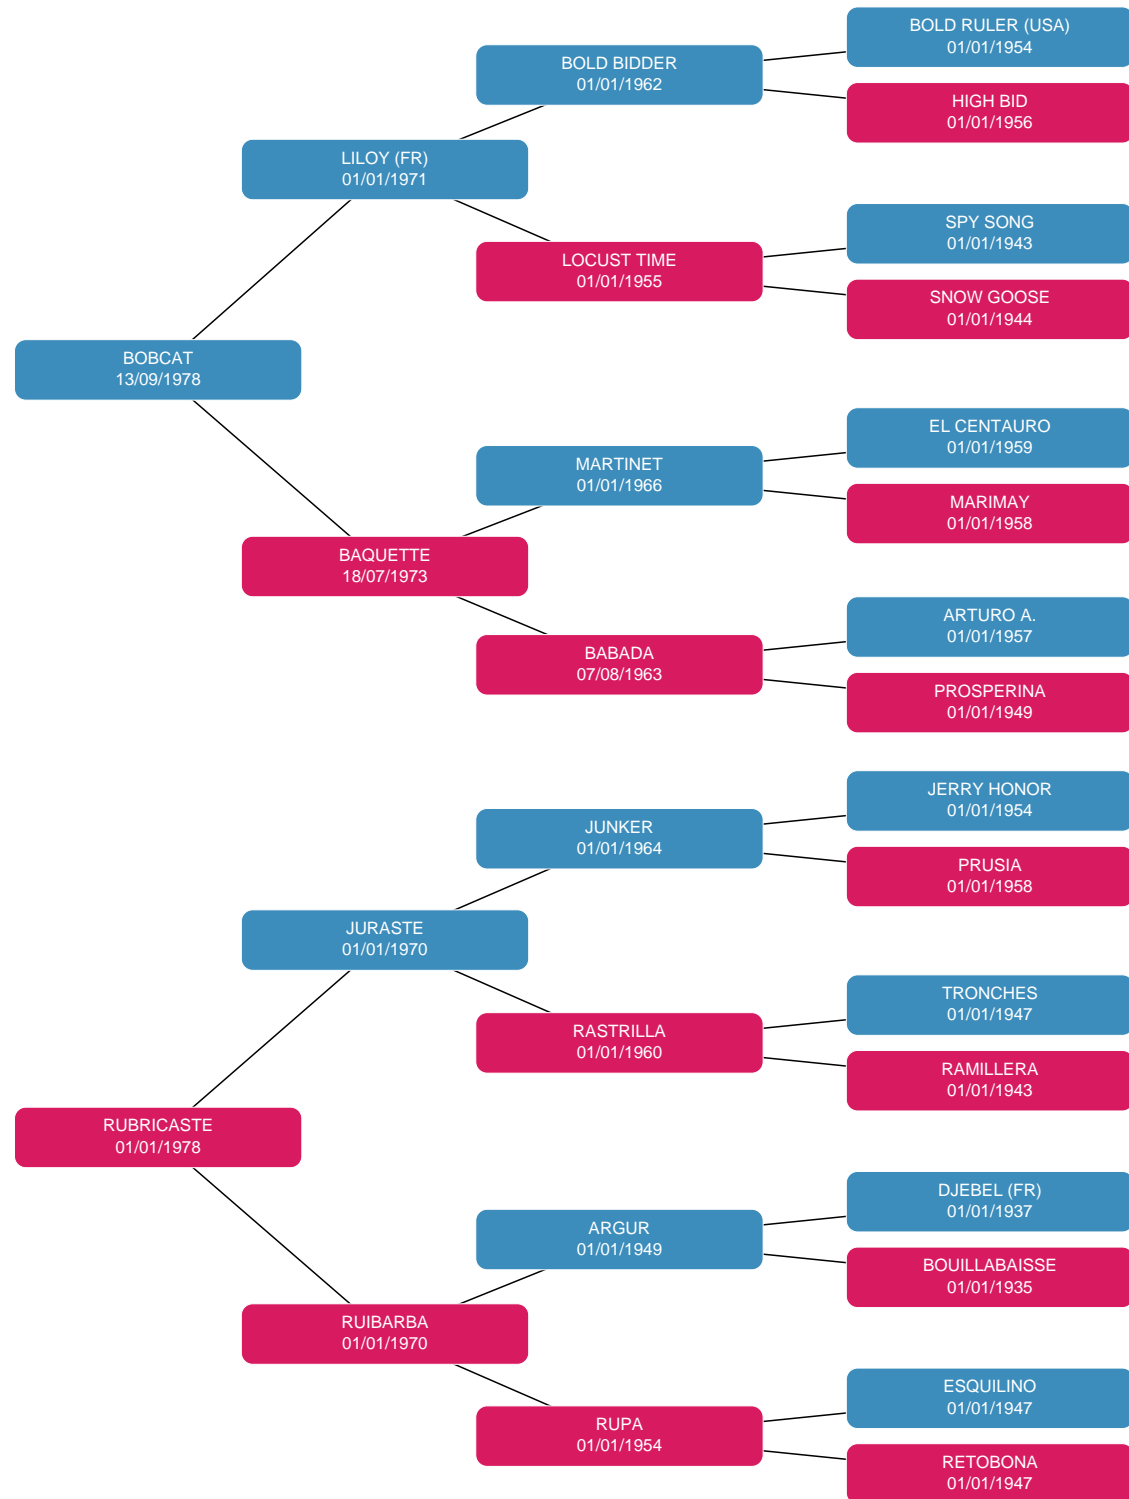 BOLD RULER (USA)
01/01/1954
BOLD BIDDER
01/01/1962
HIGH BID
01/01/1956
LILOY (FR)
01/01/1971
SPY SONG
01/01/1943
LOCUST TIME
01/01/1955
SNOW GOOSE
01/01/1944
BOBCAT
13/09/1978
EL CENTAURO
01/01/1959
MARTINET
01/01/1966
MARIMAY
01/01/1958
BAQUETTE
18/07/1973
ARTURO A.
01/01/1957
BABADA
07/08/1963
PROSPERINA
01/01/1949
JERRY HONOR
01/01/1954
JUNKER
01/01/1964
PRUSIA
01/01/1958
JURASTE
01/01/1970
TRONCHES
01/01/1947
RASTRILLA
01/01/1960
RAMILLERA
01/01/1943
RUBRICASTE
01/01/1978
DJEBEL (FR)
01/01/1937
ARGUR
01/01/1949
BOUILLABAISSE
01/01/1935
RUIBARBA
01/01/1970
ESQUILINO
01/01/1947
RUPA
01/01/1954
RETOBONA
01/01/1947